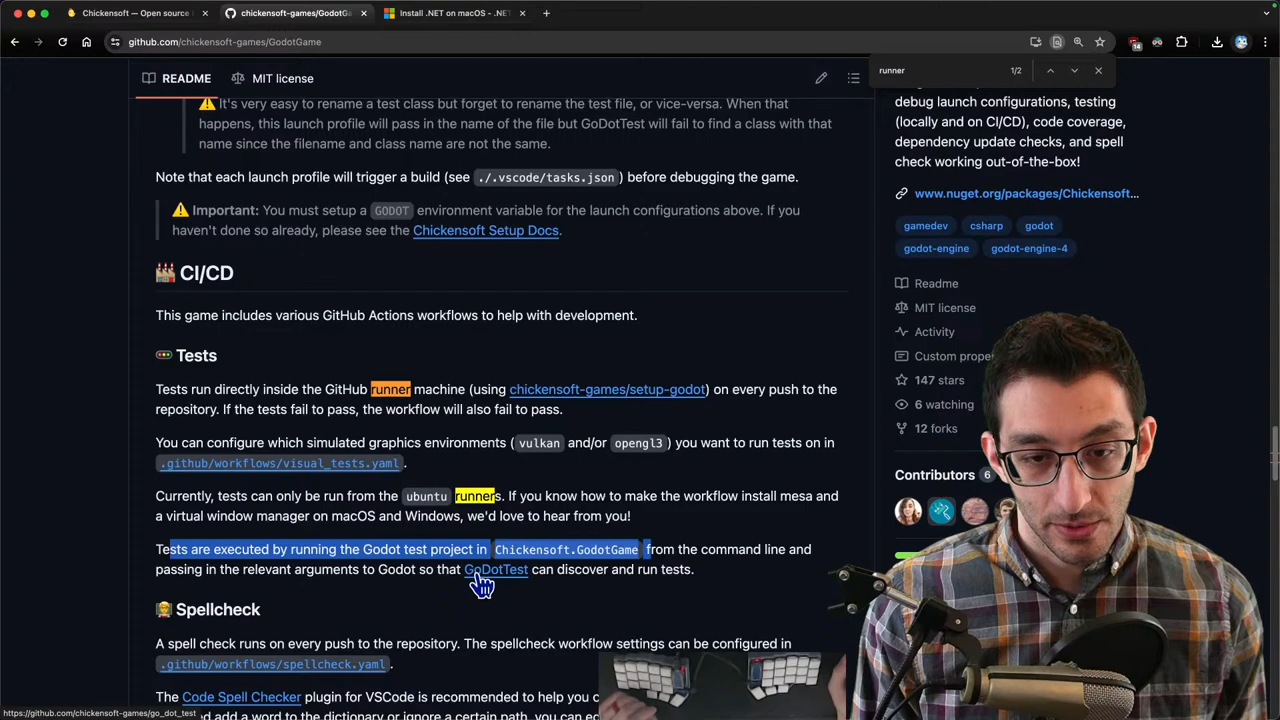 Chickensoft — Open source
chickensoft-games/GodotGa
Install .NET on macOS - .NET
github.com/chickensoft-games/GodotGame
14
runner
1/2
README
MIT license
It's very easy to rename a test class but forget to rename the test file, or vice-versa. When that
happens, this launch profile will pass in the name of the file but GoDotTest will fail to find a class with that
name since the filename and class name are not the same.
Note that each launch profile will trigger a build (see ./.vscode/tasks.json) before debugging the game.
Important: You must setup a GODOT environment variable for the launch configurations above. If you
haven't done so already, please see the Chickensoft Setup Docs.
CI/CD
This game includes various GitHub Actions workflows to help with development.
Tests
Tests run directly inside the GitHub runner machine (using chickensoft-games/setup-godot) on every push to the
repository. If the tests fail to pass, the workflow will also fail to pass.
You can configure which simulated graphics environments (vulkan and/or opengl3) you want to run tests on in
.github/workflows/visual_tests.yaml.
Currently, tests can only be run from the ubuntu runners. If you know how to make the workflow install mesa and
a virtual window manager on macOS and Windows, we'd love to hear from you!
Tests are executed by running the Godot test project in Chickensoft.GodotGame from the command line and
passing in the relevant arguments to Godot so that GoDotTest can discover and run tests.
Spellcheck
A spell check runs on every push to the repository. The spellcheck workflow settings can be configured in
.github/workflows/spellcheck.yaml.
The Code Spell Checker plugin for VSCode is recommended to help you c
ed add a word to the dictionary or ignore a certain path, you can ed
https://github.com/chickensoft-games/go_dot_test
debug launch configurations, testing
(locally and on CI/CD), code coverage,
dependency update checks, and spell
check working out-of-the-box!
www.nuget.org/packages/Chickensoft...
gamedev
csharp
godot
godot-engine
godot-engine-4
Readme
MIT license
Activity
Custom prope
147 stars
6 watching
12 forks
Contributors 6